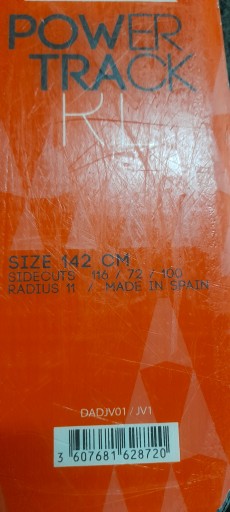 POWER
TRACK
KL
SIZE 142 CM
SIDECUTS 116 / 72 / 100
RADIUS 11 / MADE IN SPAIN
DADJV01 / JV1
3 607681 628720